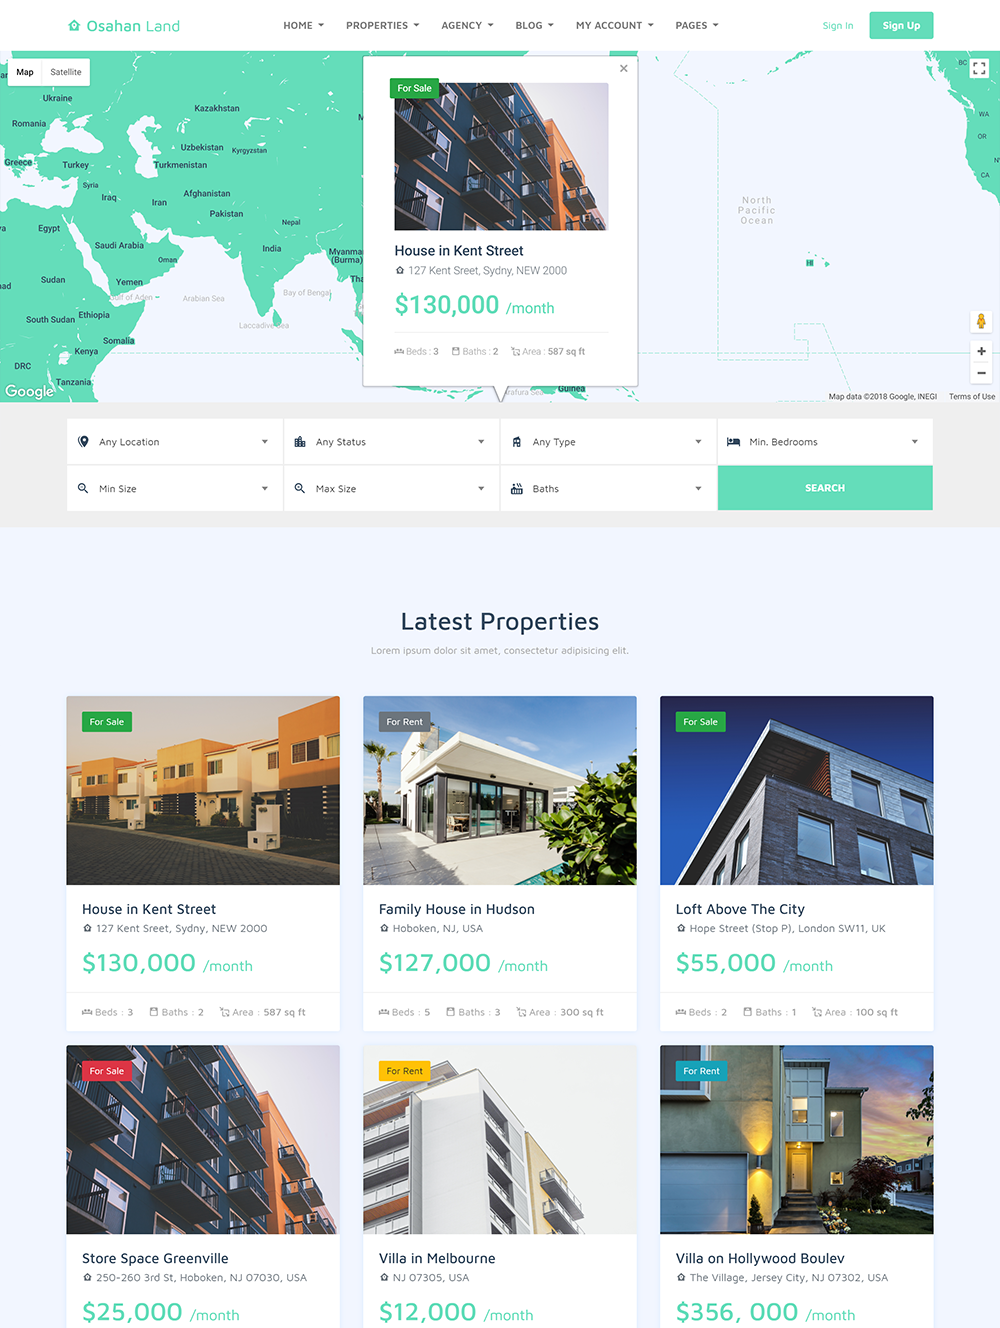 Osahan Land
HOME
PROPERTIES
AGENCY
BLOG
MY ACCOUNT
PAGES
Sign In
Sign Up
Map
Satellite
Ukraine
Romania
Greece
Turkey
Syria
Iraq
Iran
Egypt
Saudi Arabia
Oman
Yemen
Sudan
Gulf of Aden
Arabian Sea
South Sudan
Ethiopia
Somalia
Kenya
DRC
Tanzania
Kazakhstan
Uzbekistan
Kyrgyzstan
Turkmenistan
Afghanistan
Pakistan
Nepal
India
Myanmar
(Burma)
Tha
Bay of Bengal
Laccadive Sea
Google
For Sale
House in Kent Street
127 Kent Sreet, Sydny, NEW 2000
$130,000 /month
Beds : 3
Baths : 2
Area : 587 sq ft
Arafura Sea
Guinea
North
Pacific
Ocean
HI
BC
WA
OR
CA
Map data ©2018 Google, INEGI
Terms of Use
Any Location
Any Status
Any Type
Min. Bedrooms
Min Size
Max Size
Baths
SEARCH
Latest Properties
Lorem ipsum dolor sit amet, consectetur adipisicing elit.
For Sale
House in Kent Street
127 Kent Sreet, Sydny, NEW 2000
$130,000 /month
Beds : 3
Baths : 2
Area : 587 sq ft
For Rent
Family House in Hudson
Hoboken, NJ, USA
$127,000 /month
Beds : 5
Baths : 3
Area : 300 sq ft
For Sale
Loft Above The City
Hope Street (Stop P), London SW11, UK
$55,000 /month
Beds : 2
Baths : 1
Area : 100 sq ft
For Sale
Store Space Greenville
250-260 3rd St, Hoboken, NJ 07030, USA
$25,000 /month
For Rent
Villa in Melbourne
NJ 07305, USA
$12,000 /month
For Rent
Villa on Hollywood Boulev
The Village, Jersey City, NJ 07302, USA
$356, 000 /month